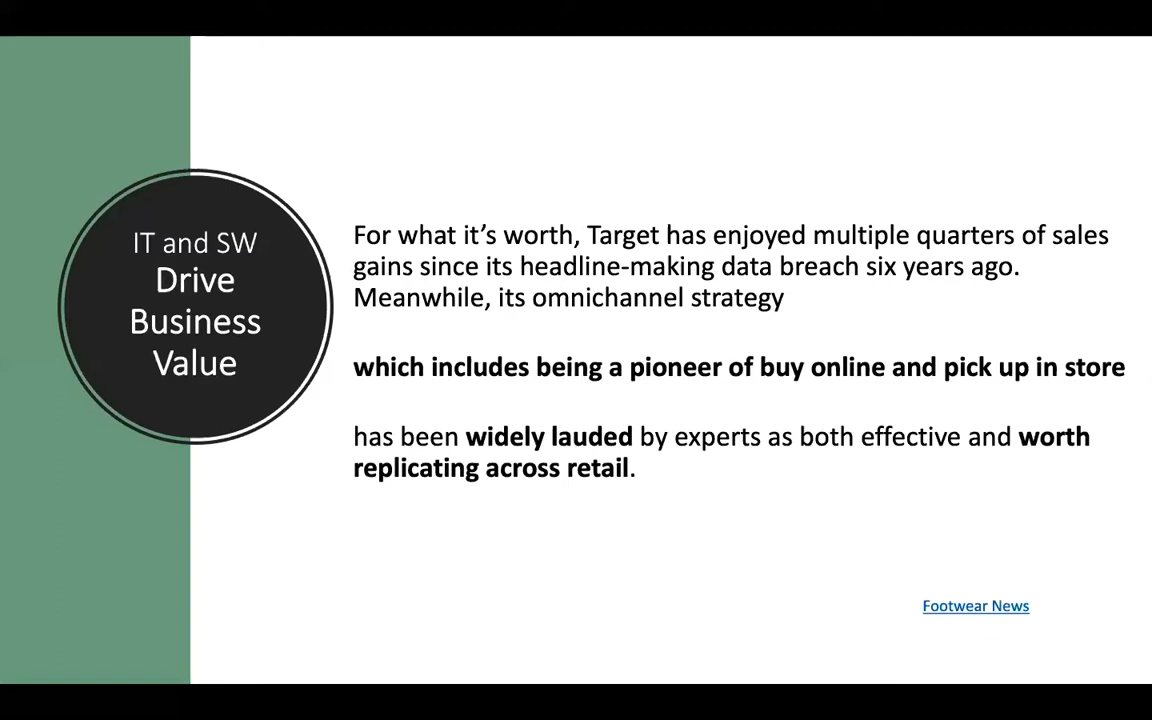 IT and SW
Drive
Business
Value
For what it’s worth, Target has enjoyed multiple quarters of sales
gains since its headline-making data breach six years ago.
Meanwhile, its omnichannel strategy
which includes being a pioneer of buy online and pick up in store
has been widely lauded by experts as both effective and worth
replicating across retail.
Footwear News